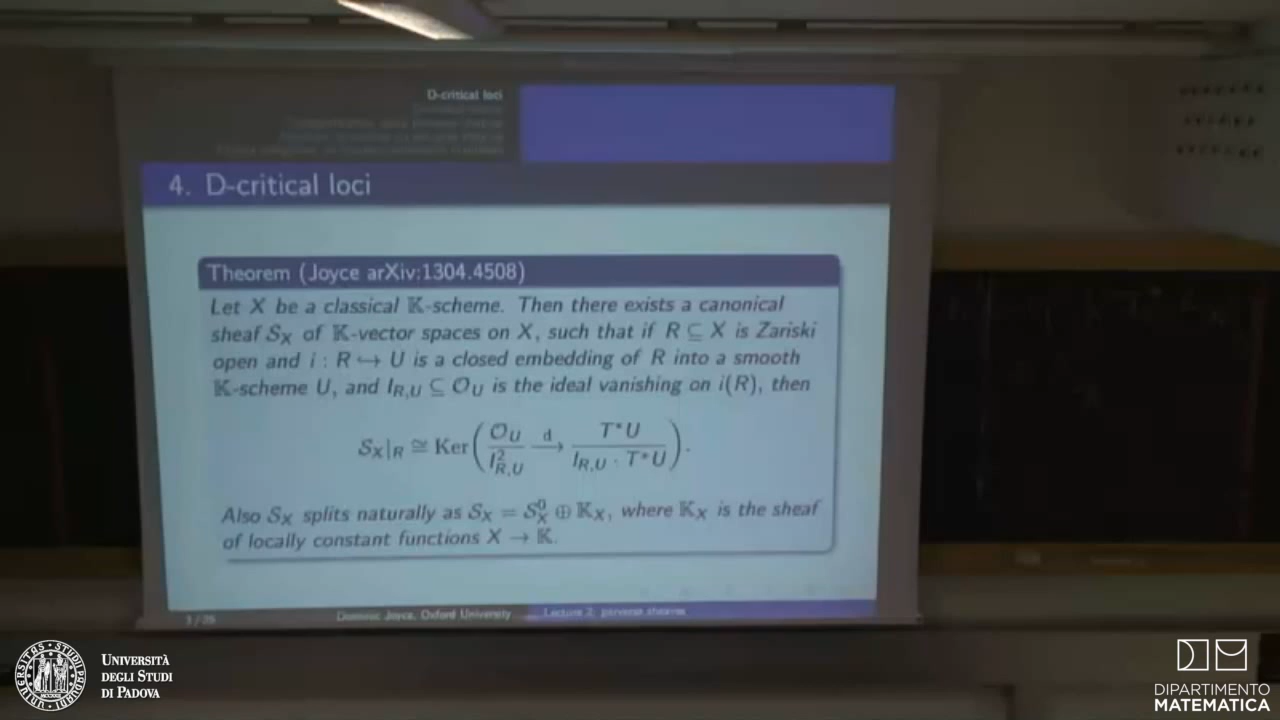 D-critical loci
4. D-critical loci
Theorem (Joyce arXiv:1304.4508)
Let X be a classical 𝕂-scheme. Then there exists a canonical
sheaf S_X of 𝕂-vector spaces on X, such that if R ⊆ X is Zariski
open and i : R ↪ U is a closed embedding of R into a smooth
𝕂-scheme U, and I_{R,U} ⊆ O_U is the ideal vanishing on i(R), then
S_X|_R ≅ Ker( O_U / I²_{R,U} —d→ T*U / I_{R,U} · T*U ).
Also S_X splits naturally as S_X = S⁰_X ⊕ 𝕂_X, where 𝕂_X is the sheaf
of locally constant functions X → 𝕂.
Dominic Joyce, Oxford University Lecture 2: perverse sheaves
UNIVERSITÀ
DEGLI STUDI
DI PADOVA
DIPARTIMENTO
MATEMATICA